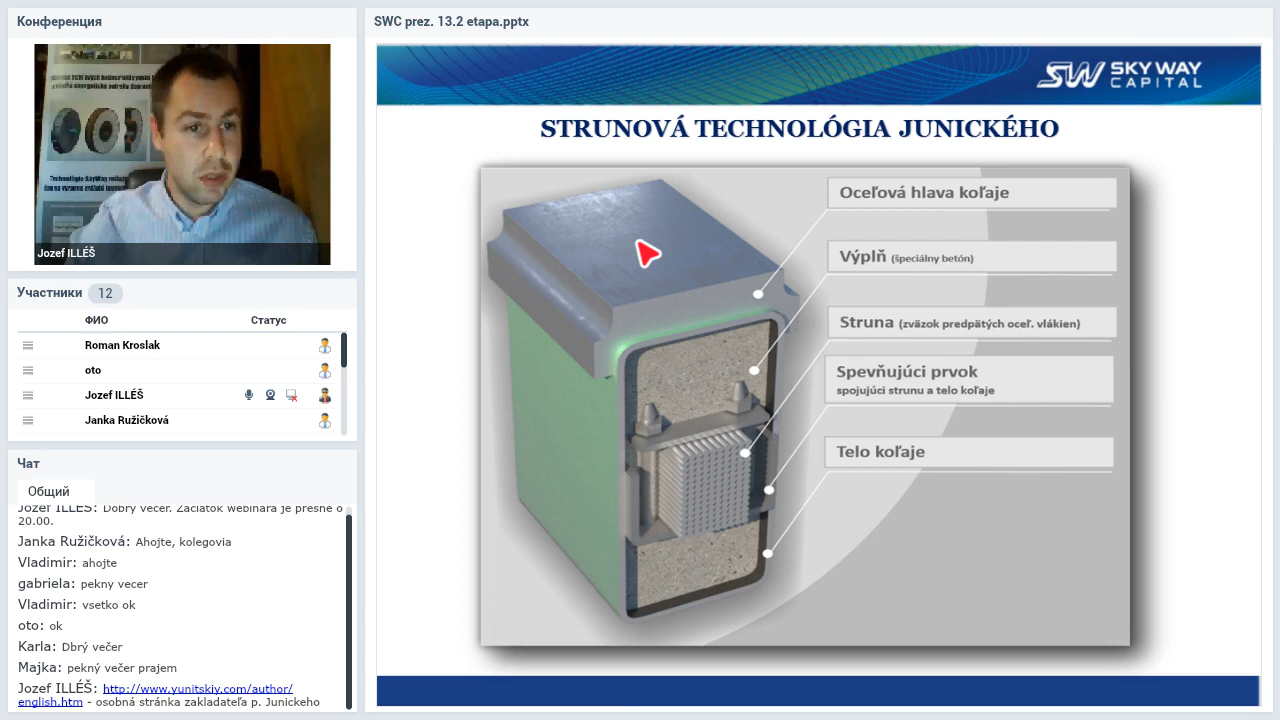 Конференция
Jozef ILLÉŠ
Участники 12
ФИО Статус
Roman Kroslak
oto
Jozef ILLÉŠ
Janka Ružičková
Чат
Общий
Jozef ILLÉŠ: Dobrý večer. Začiatok webinára je presne o
20.00.
Janka Ružičková: Ahojte, kolegovia
Vladimir: ahojte
gabriela: pekny vecer
Vladimir: vsetko ok
oto: ok
Karla: Dbrý večer
Majka: pekný večer prajem
Jozef ILLÉŠ: http://www.yunitskiy.com/author/
english.htm - osobná stránka zakladateľa p. Junickeho
SWC prez. 13.2 etapa.pptx
SW SKY WAY
CAPITAL
STRUNOVÁ TECHNOLÓGIA JUNICKÉHO
Oceľová hlava koľaje
Výplň (špeciálny betón)
Struna (zväzok predpätých oceľ. vlákien)
Spevňujúci prvok
spojujúci strunu a telo koľaje
Telo koľaje